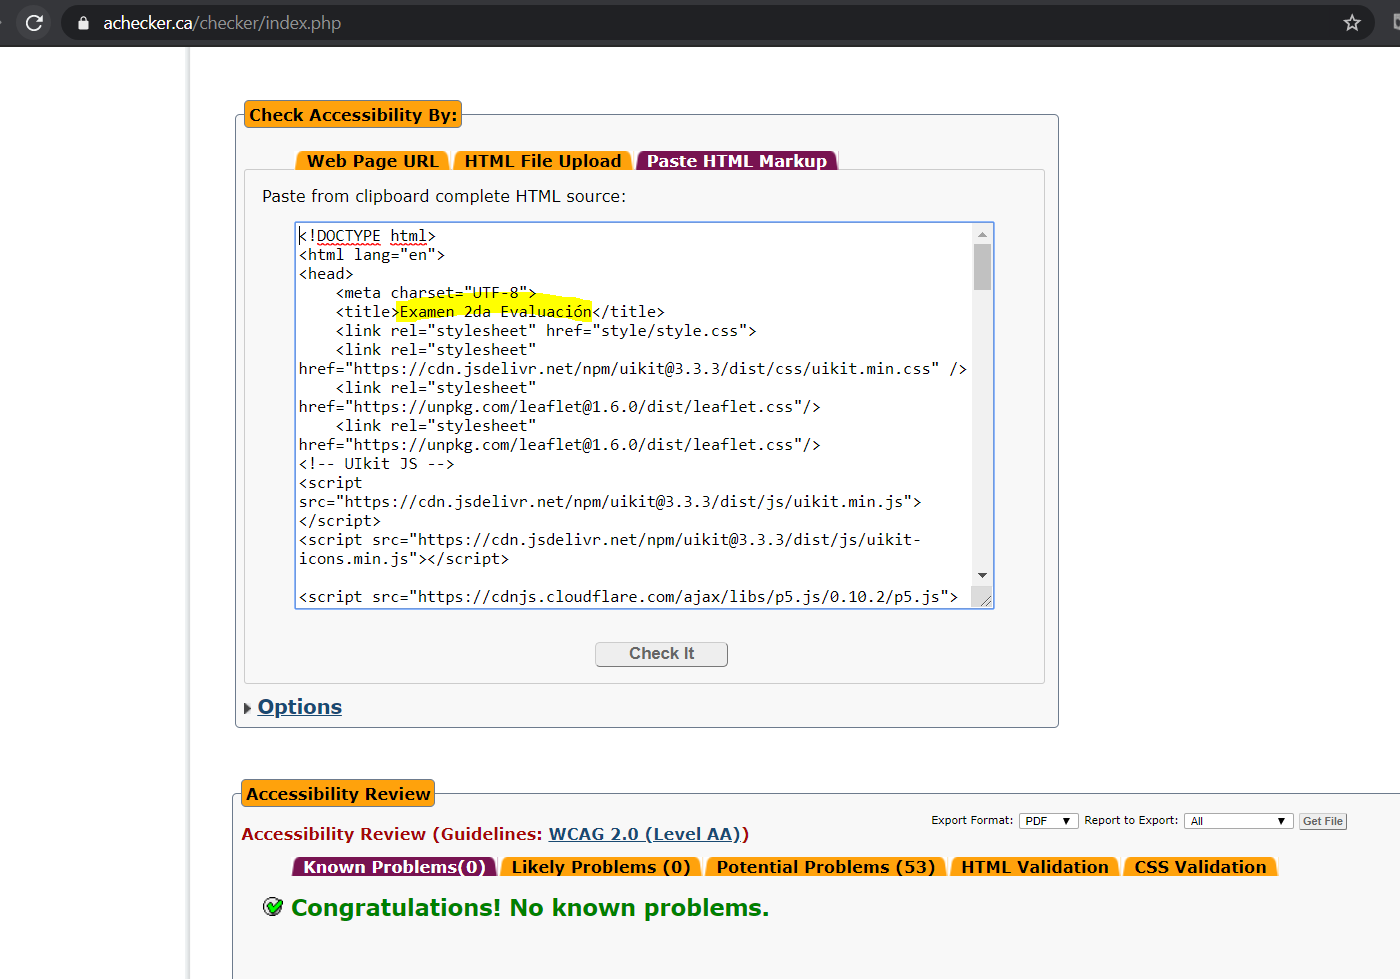 achecker.ca/checker/index.php
Check Accessibility By:
Web Page URL HTML File Upload Paste HTML Markup
Paste from clipboard complete HTML source:
<!DOCTYPE html>
<html lang="en">
<head>
    <meta charset="UTF-8">
    <title>Examen 2da Evaluación</title>
    <link rel="stylesheet" href="style/style.css">
    <link rel="stylesheet"
href="https://cdn.jsdelivr.net/npm/uikit@3.3.3/dist/css/uikit.min.css" />
    <link rel="stylesheet"
href="https://unpkg.com/leaflet@1.6.0/dist/leaflet.css"/>
    <link rel="stylesheet"
href="https://unpkg.com/leaflet@1.6.0/dist/leaflet.css"/>
<!-- UIkit JS -->
<script
src="https://cdn.jsdelivr.net/npm/uikit@3.3.3/dist/js/uikit.min.js">
</script>
<script src="https://cdn.jsdelivr.net/npm/uikit@3.3.3/dist/js/uikit-
icons.min.js"></script>
<script src="https://cdnjs.cloudflare.com/ajax/libs/p5.js/0.10.2/p5.js">
Check It
Options
Accessibility Review
Accessibility Review (Guidelines: WCAG 2.0 (Level AA))
Export Format: PDF Report to Export: All Get File
Known Problems(0) Likely Problems (0) Potential Problems (53) HTML Validation CSS Validation
Congratulations! No known problems.